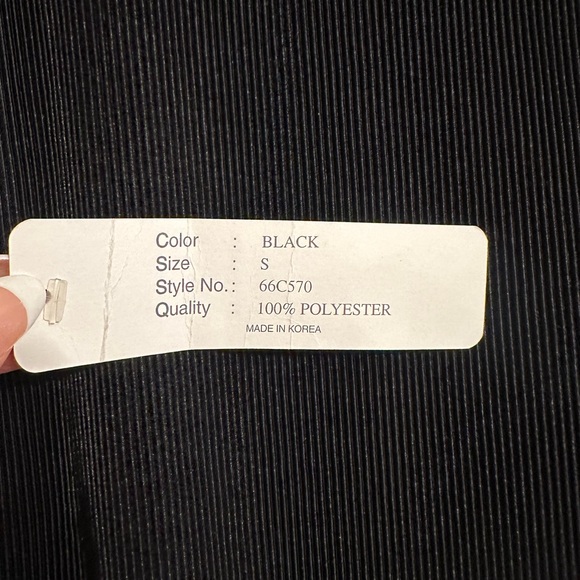 Color : BLACK
Size : S
Style No. : 66C570
Quality : 100% POLYESTER
MADE IN KOREA